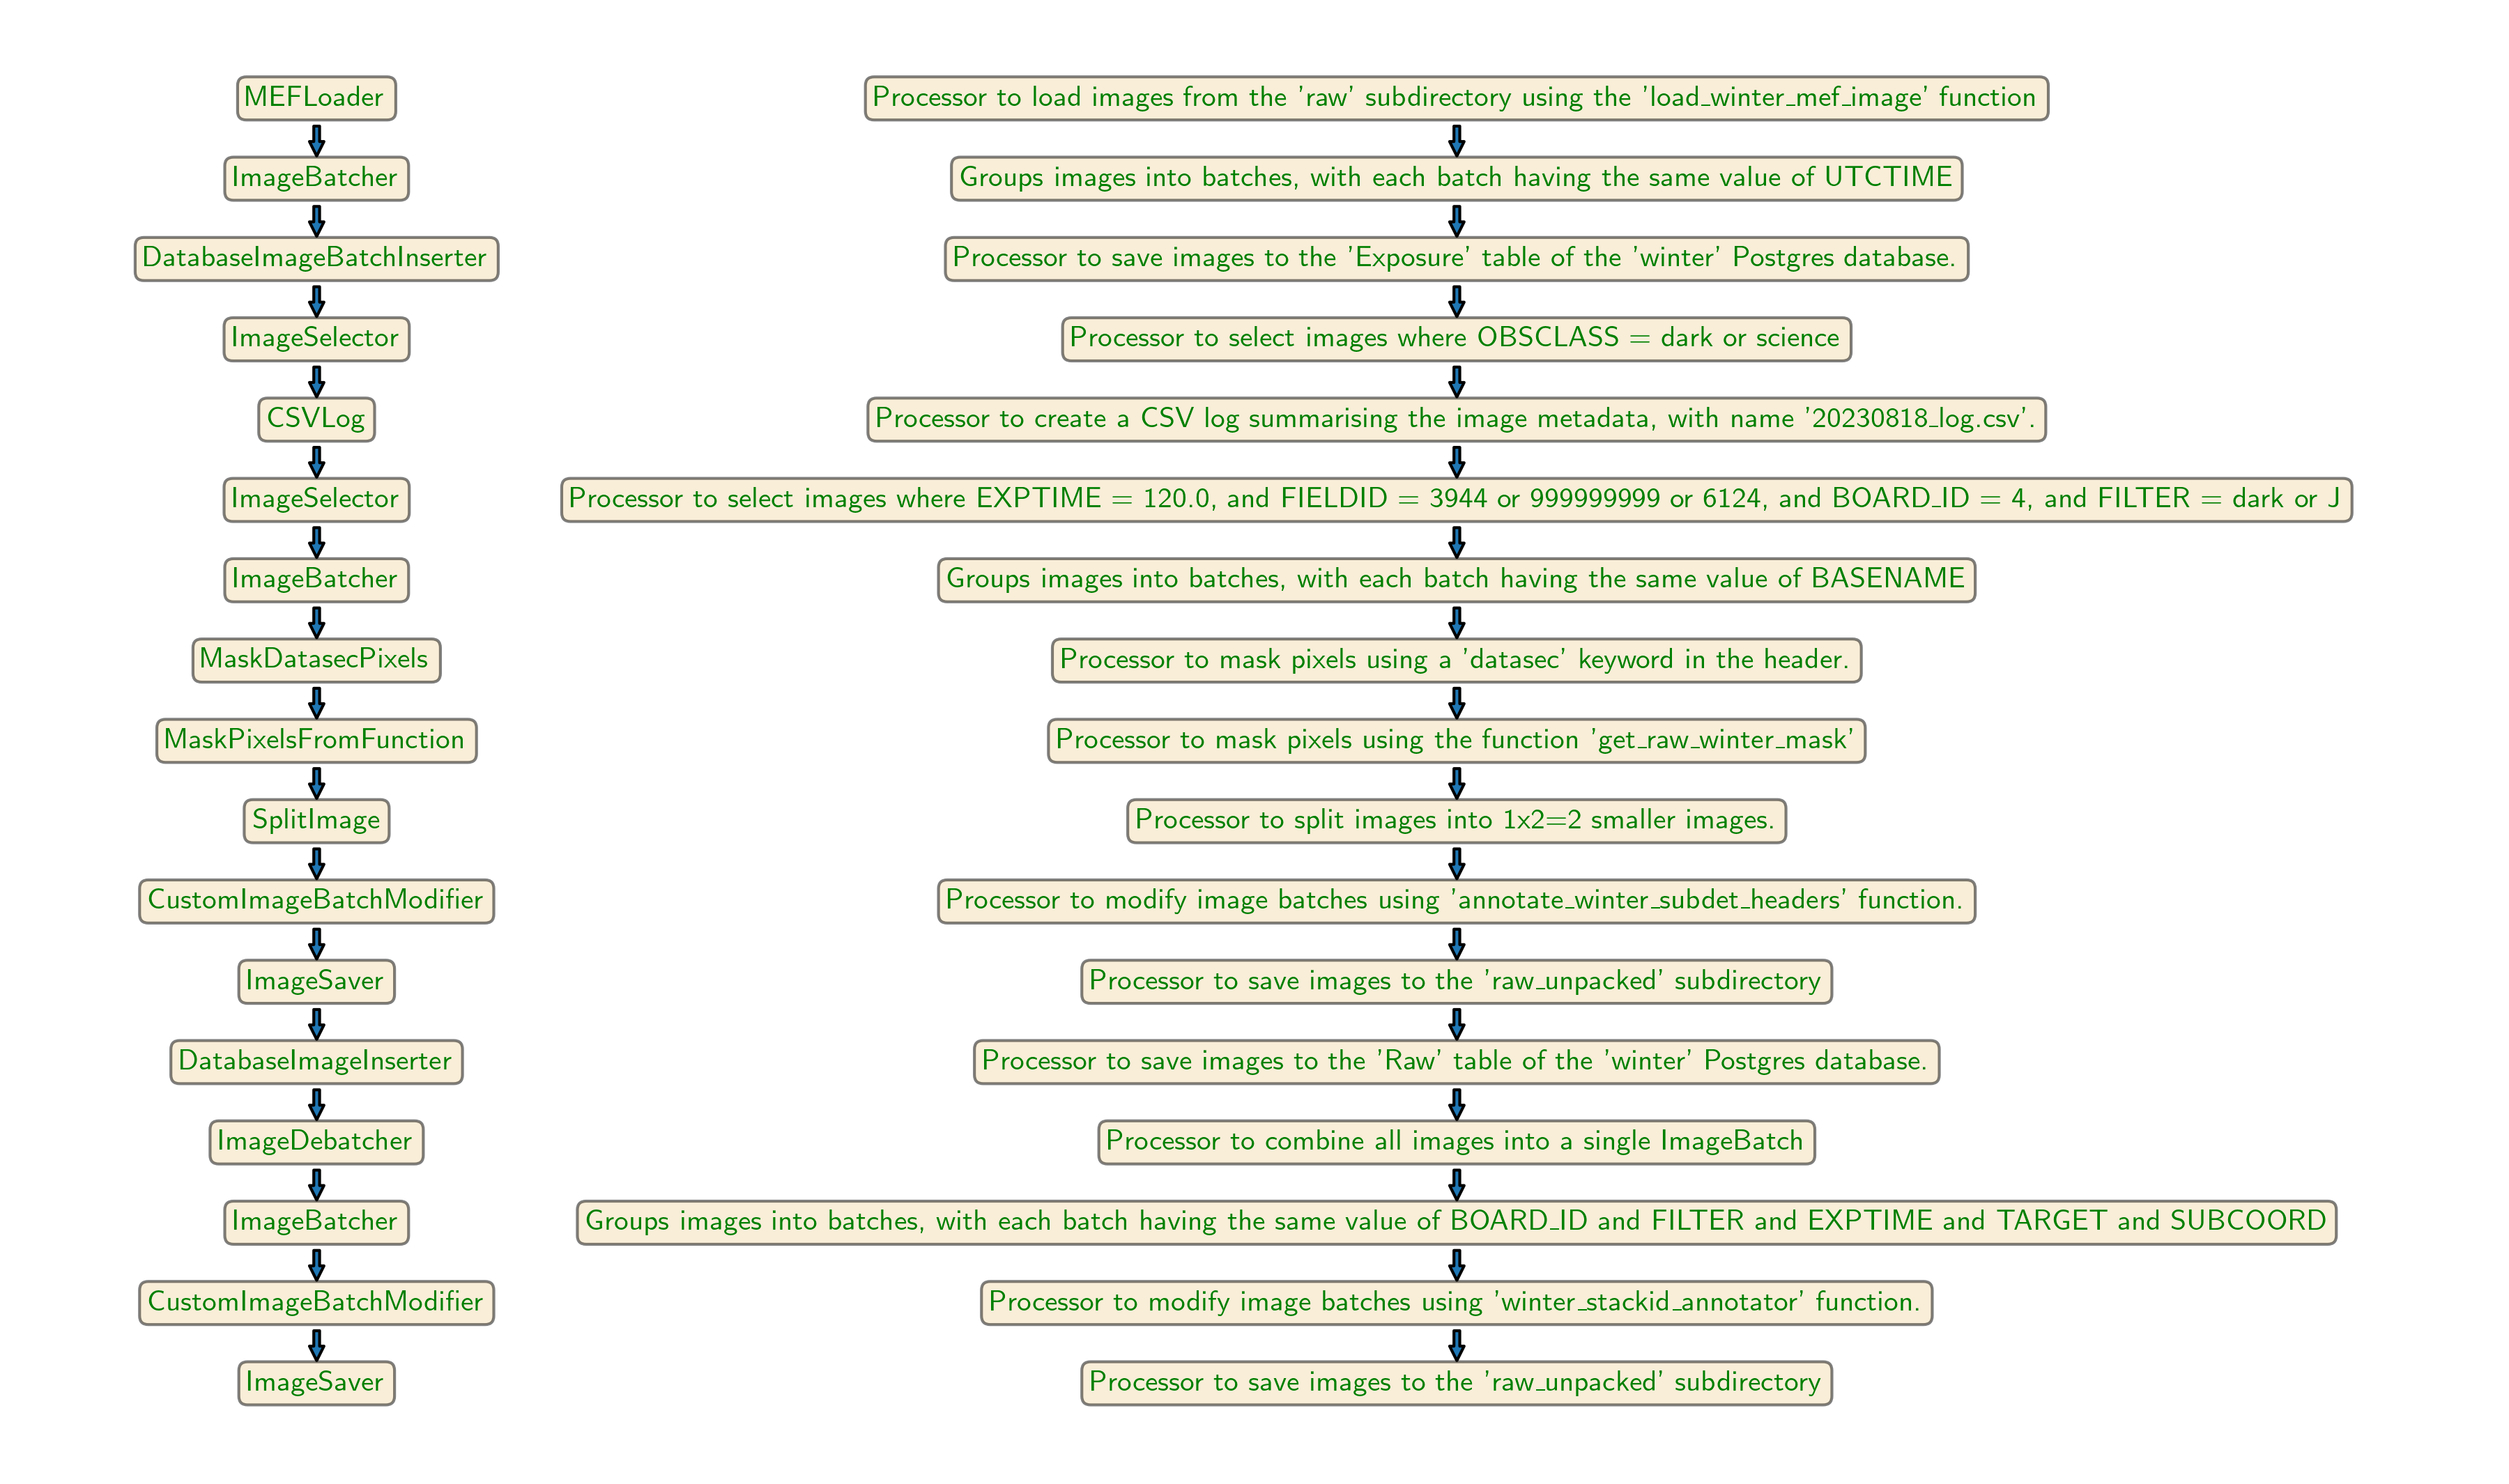 MEFLoader
Processor to load images from the 'raw' subdirectory using the 'load_winter_mef_image' function
ImageBatcher
Groups images into batches, with each batch having the same value of UTCTIME
DatabaseImageBatchInserter
Processor to save images to the 'Exposure' table of the 'winter' Postgres database.
ImageSelector
Processor to select images where OBSCLASS = dark or science
CSVLog
Processor to create a CSV log summarising the image metadata, with name '20230818_log.csv'.
ImageSelector
Processor to select images where EXPTIME = 120.0, and FIELDID = 3944 or 999999999 or 6124, and BOARD_ID = 4, and FILTER = dark or J
ImageBatcher
Groups images into batches, with each batch having the same value of BASENAME
MaskDatasecPixels
Processor to mask pixels using a 'datasec' keyword in the header.
MaskPixelsFromFunction
Processor to mask pixels using the function 'get_raw_winter_mask'
SplitImage
Processor to split images into 1x2=2 smaller images.
CustomImageBatchModifier
Processor to modify image batches using 'annotate_winter_subdet_headers' function.
ImageSaver
Processor to save images to the 'raw_unpacked' subdirectory
DatabaseImageInserter
Processor to save images to the 'Raw' table of the 'winter' Postgres database.
ImageDebatcher
Processor to combine all images into a single ImageBatch
ImageBatcher
Groups images into batches, with each batch having the same value of BOARD_ID and FILTER and EXPTIME and TARGET and SUBCOORD
CustomImageBatchModifier
Processor to modify image batches using 'winter_stackid_annotator' function.
ImageSaver
Processor to save images to the 'raw_unpacked' subdirectory